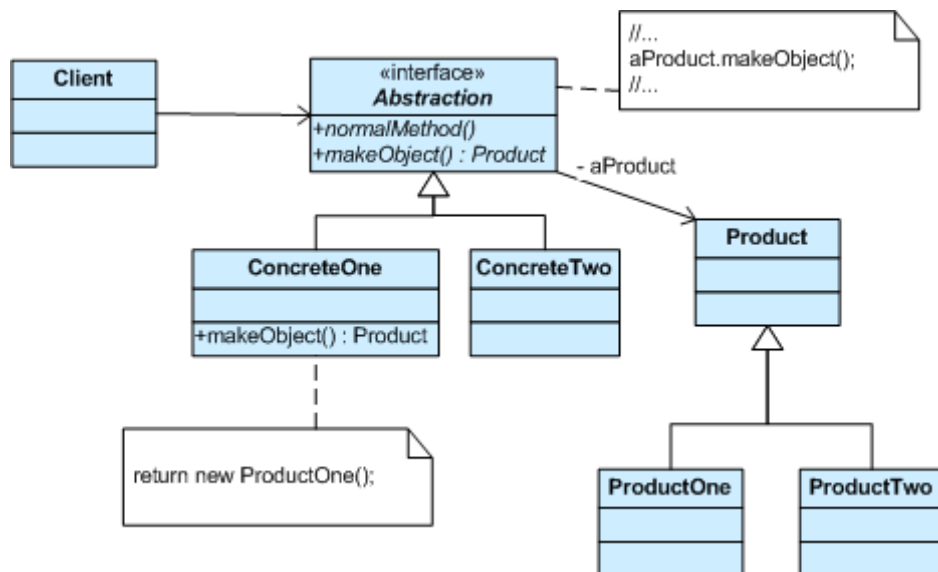 Client
«interface»
Abstraction
+normalMethod()
+makeObject() : Product
//...
aProduct.makeObject();
//...
- aProduct
Product
ConcreteOne
+makeObject() : Product
ConcreteTwo
return new ProductOne();
ProductOne
ProductTwo